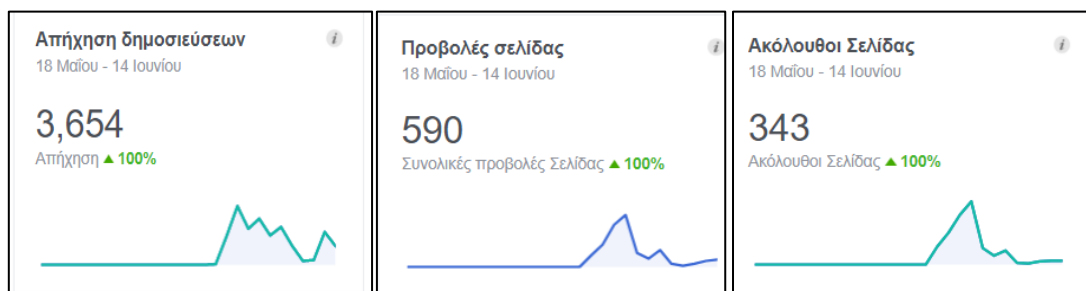 Απήχηση δημοσιεύσεων i
18 Μαΐου - 14 Ιουνίου
3,654
Απήχηση ▲ 100%
Προβολές σελίδας i
18 Μαΐου - 14 Ιουνίου
590
Συνολικές προβολές Σελίδας ▲ 100%
Ακόλουθοι Σελίδας i
18 Μαΐου - 14 Ιουνίου
343
Ακόλουθοι Σελίδας ▲ 100%